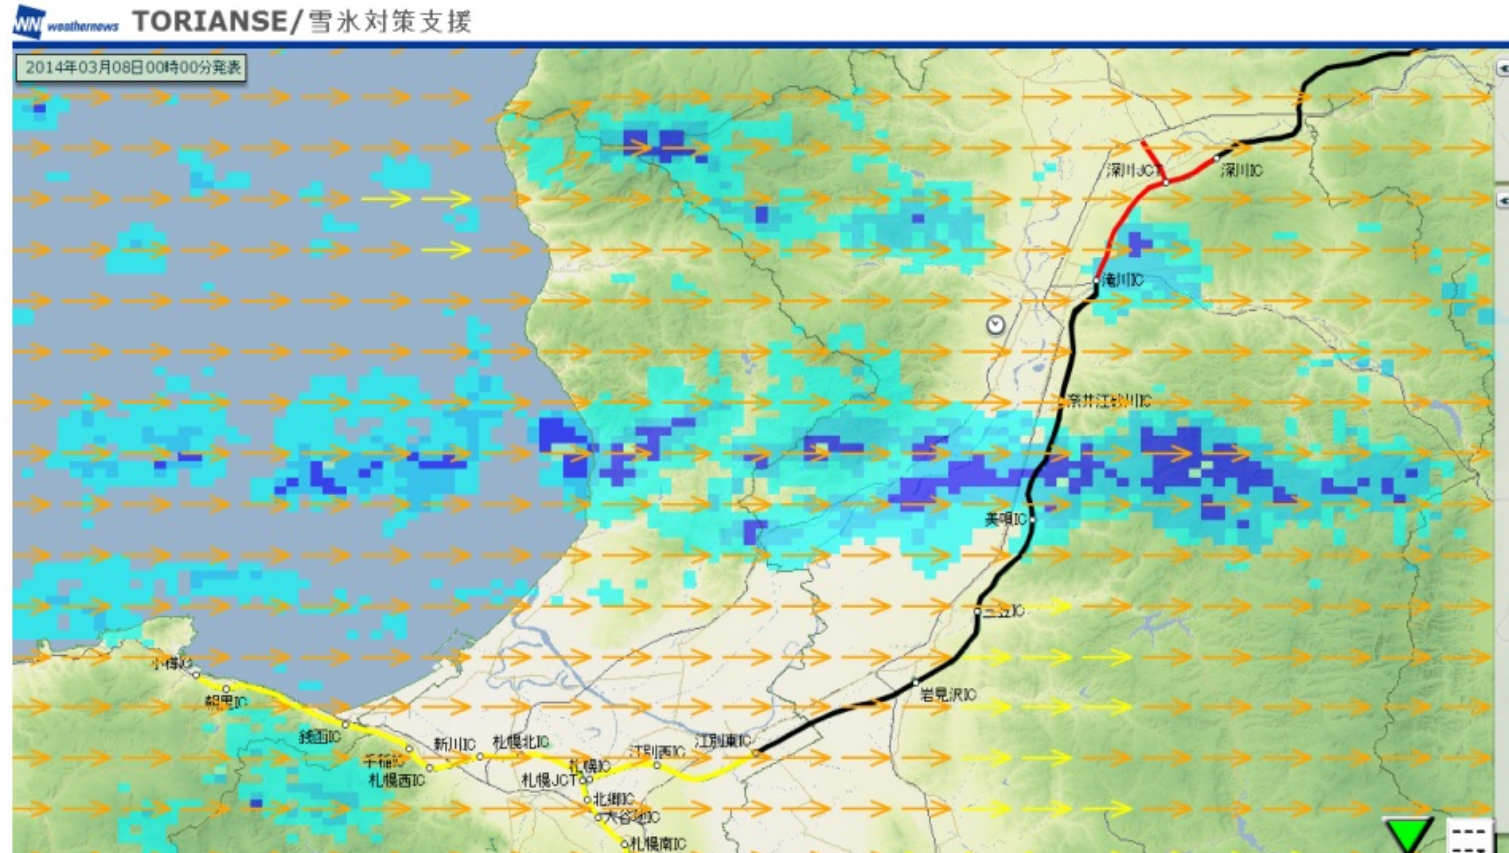 WNI weathernews TORIANSE/雪氷対策支援
2014年03月08日00時00分発表
深川JCT
深川IC
滝川IC
奈井江砂川IC
美唄IC
三笠IC
小樽IC
岩見沢IC
朝里IC
銭函IC
新川IC
札幌北IC
江別西IC
江別東IC
手稲IC
札幌西IC
札幌IC
札幌JCT
北郷IC
大谷地IC
札幌南IC